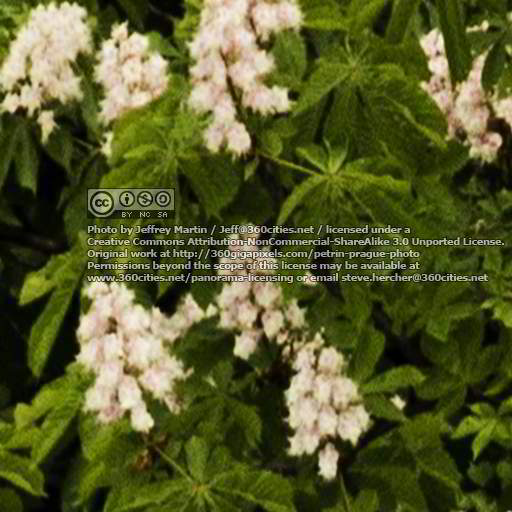 cc
BY NC SA
Photo by Jeffrey Martin / Jeff@360cities.net / licensed under a
Creative Commons Attribution-NonCommercial-ShareAlike 3.0 Unported License.
Original work at http://360gigapixels.com/petrin-prague-photo
Permissions beyond the scope of this license may be available at
www.360cities.net/panorama-licensing or email steve.hercher@360cities.net